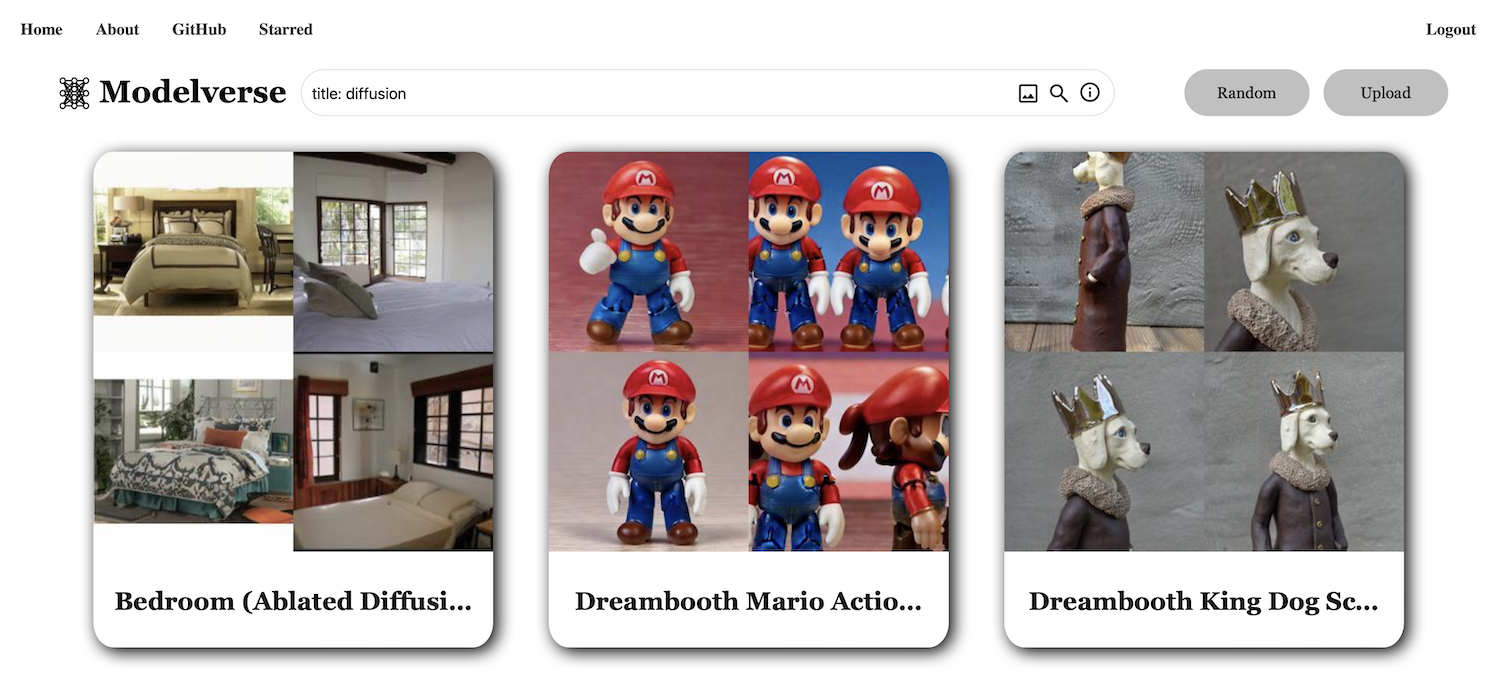 Home About GitHub Starred Logout
Modelverse title: diffusion Random Upload
M M M
M M
Bedroom (Ablated Diffusi... Dreambooth Mario Actio... Dreambooth King Dog Sc...